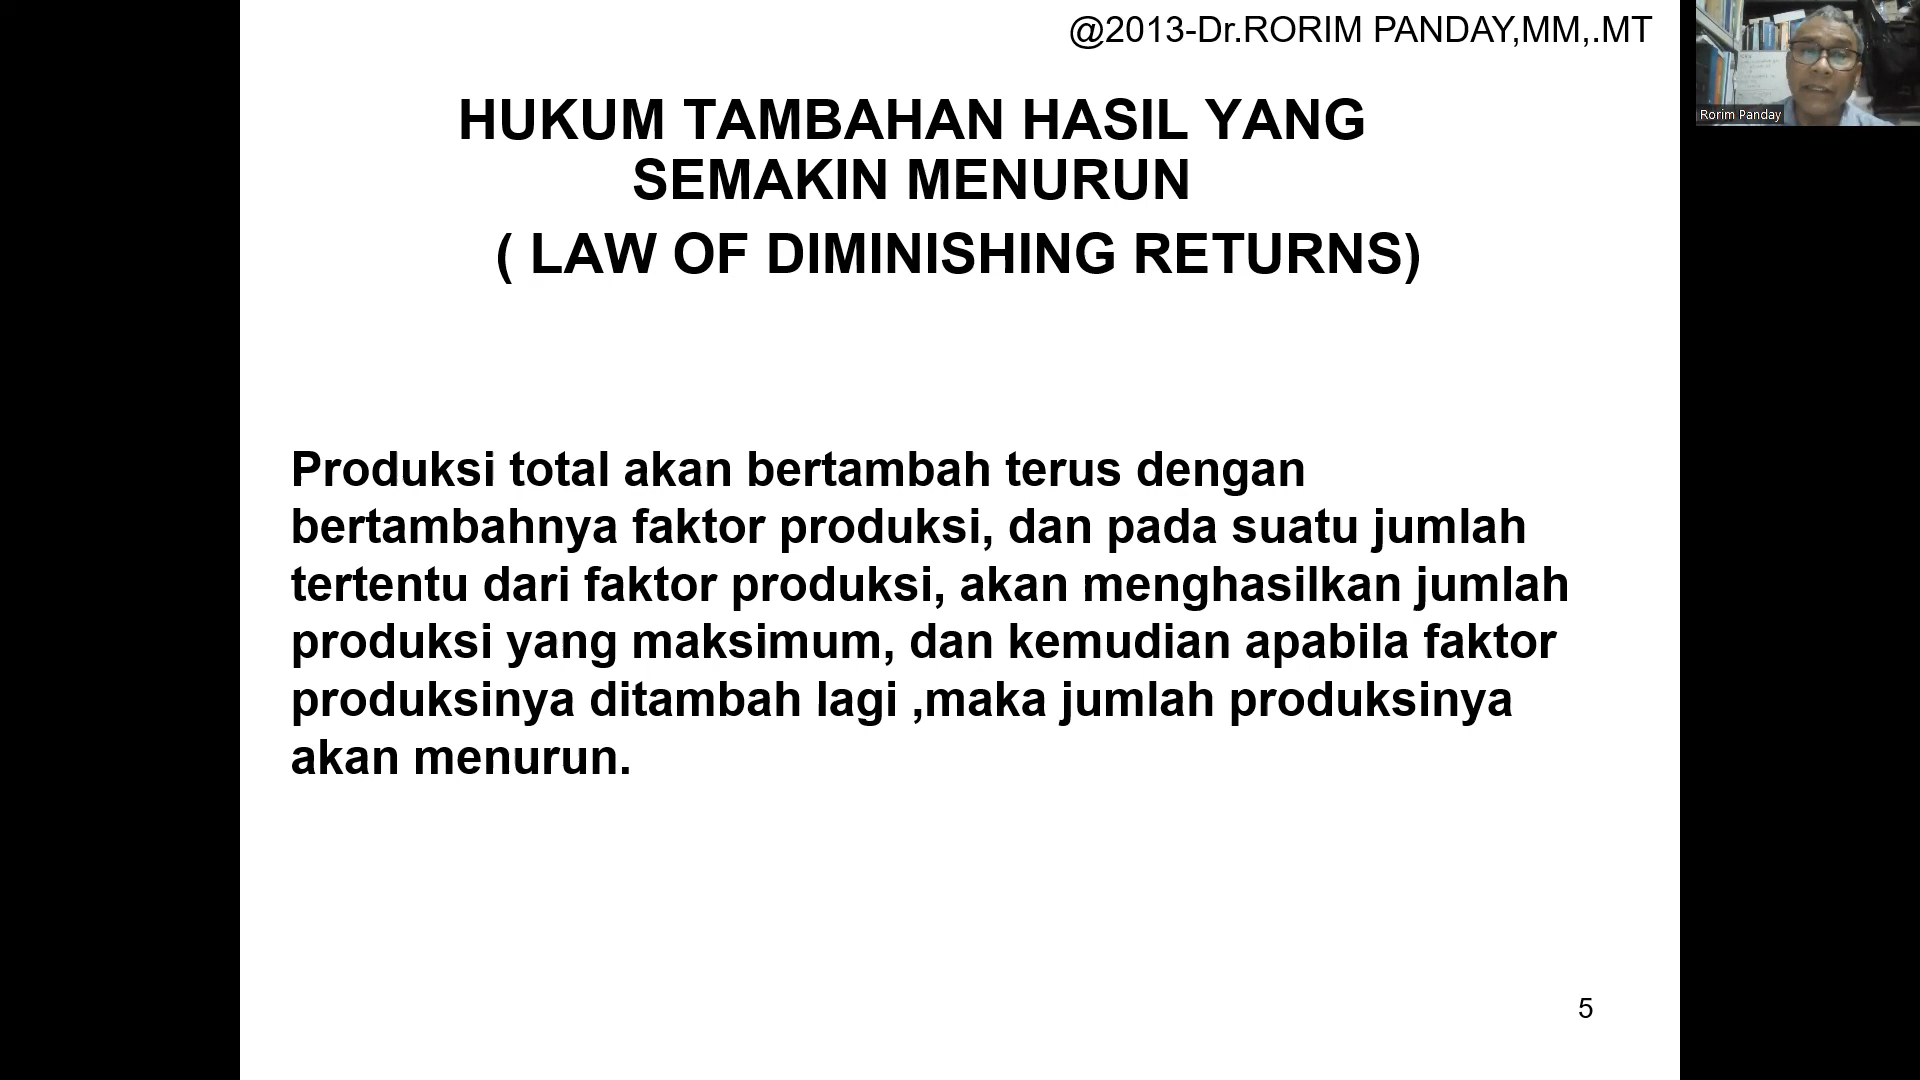 @2013-Dr.RORIM PANDAY,MM,.MT
HUKUM TAMBAHAN HASIL YANG
SEMAKIN MENURUN
( LAW OF DIMINISHING RETURNS)
Produksi total akan bertambah terus dengan
bertambahnya faktor produksi, dan pada suatu jumlah
tertentu dari faktor produksi, akan menghasilkan jumlah
produksi yang maksimum, dan kemudian apabila faktor
produksinya ditambah lagi ,maka jumlah produksinya
akan menurun.
5
Rorim Panday